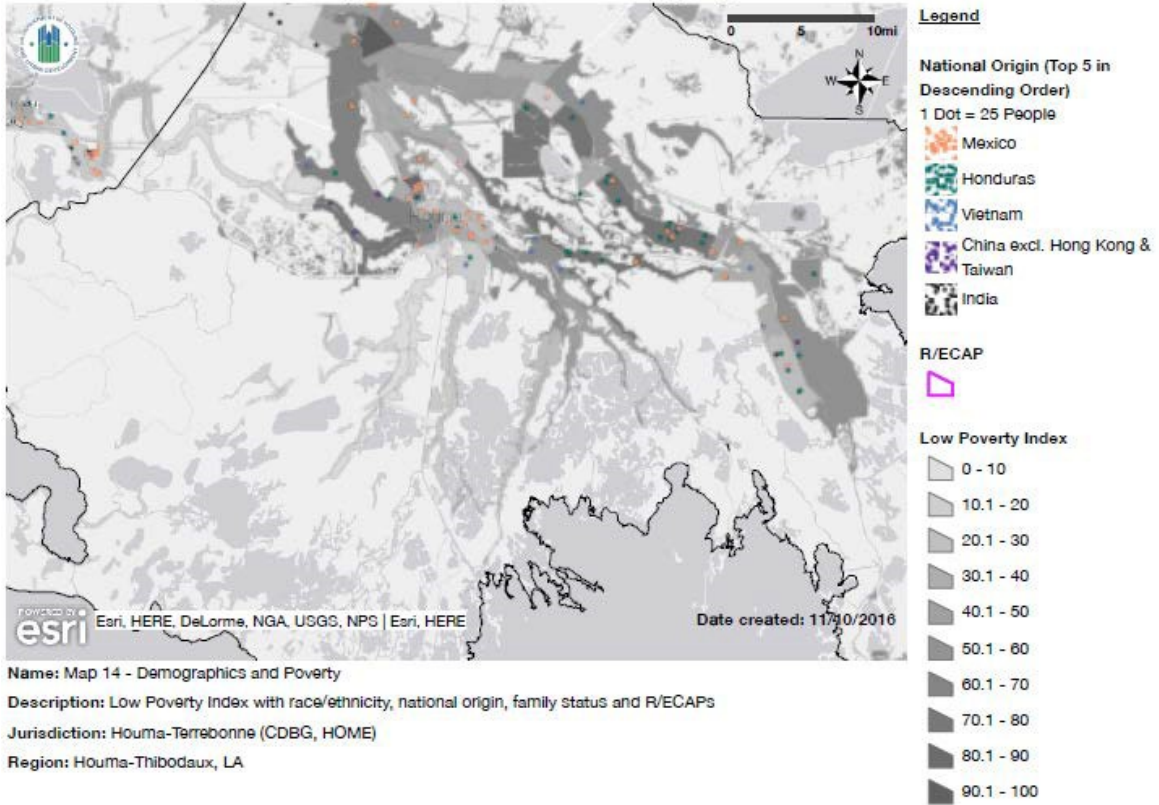 0 5 10mi
N
W E
S
POWERED BY
esri
Esri, HERE, DeLorme, NGA, USGS, NPS | Esri, HERE
Date created: 11/10/2016
Legend
National Origin (Top 5 in
Descending Order)
1 Dot = 25 People
Mexico
Honduras
Vietnam
China excl. Hong Kong &
Taiwan
India
R/ECAP
Low Poverty Index
0 - 10
10.1 - 20
20.1 - 30
30.1 - 40
40.1 - 50
50.1 - 60
60.1 - 70
70.1 - 80
80.1 - 90
90.1 - 100
Name: Map 14 - Demographics and Poverty
Description: Low Poverty Index with race/ethnicity, national origin, family status and R/ECAPs
Jurisdiction: Houma-Terrebonne (CDBG, HOME)
Region: Houma-Thibodaux, LA